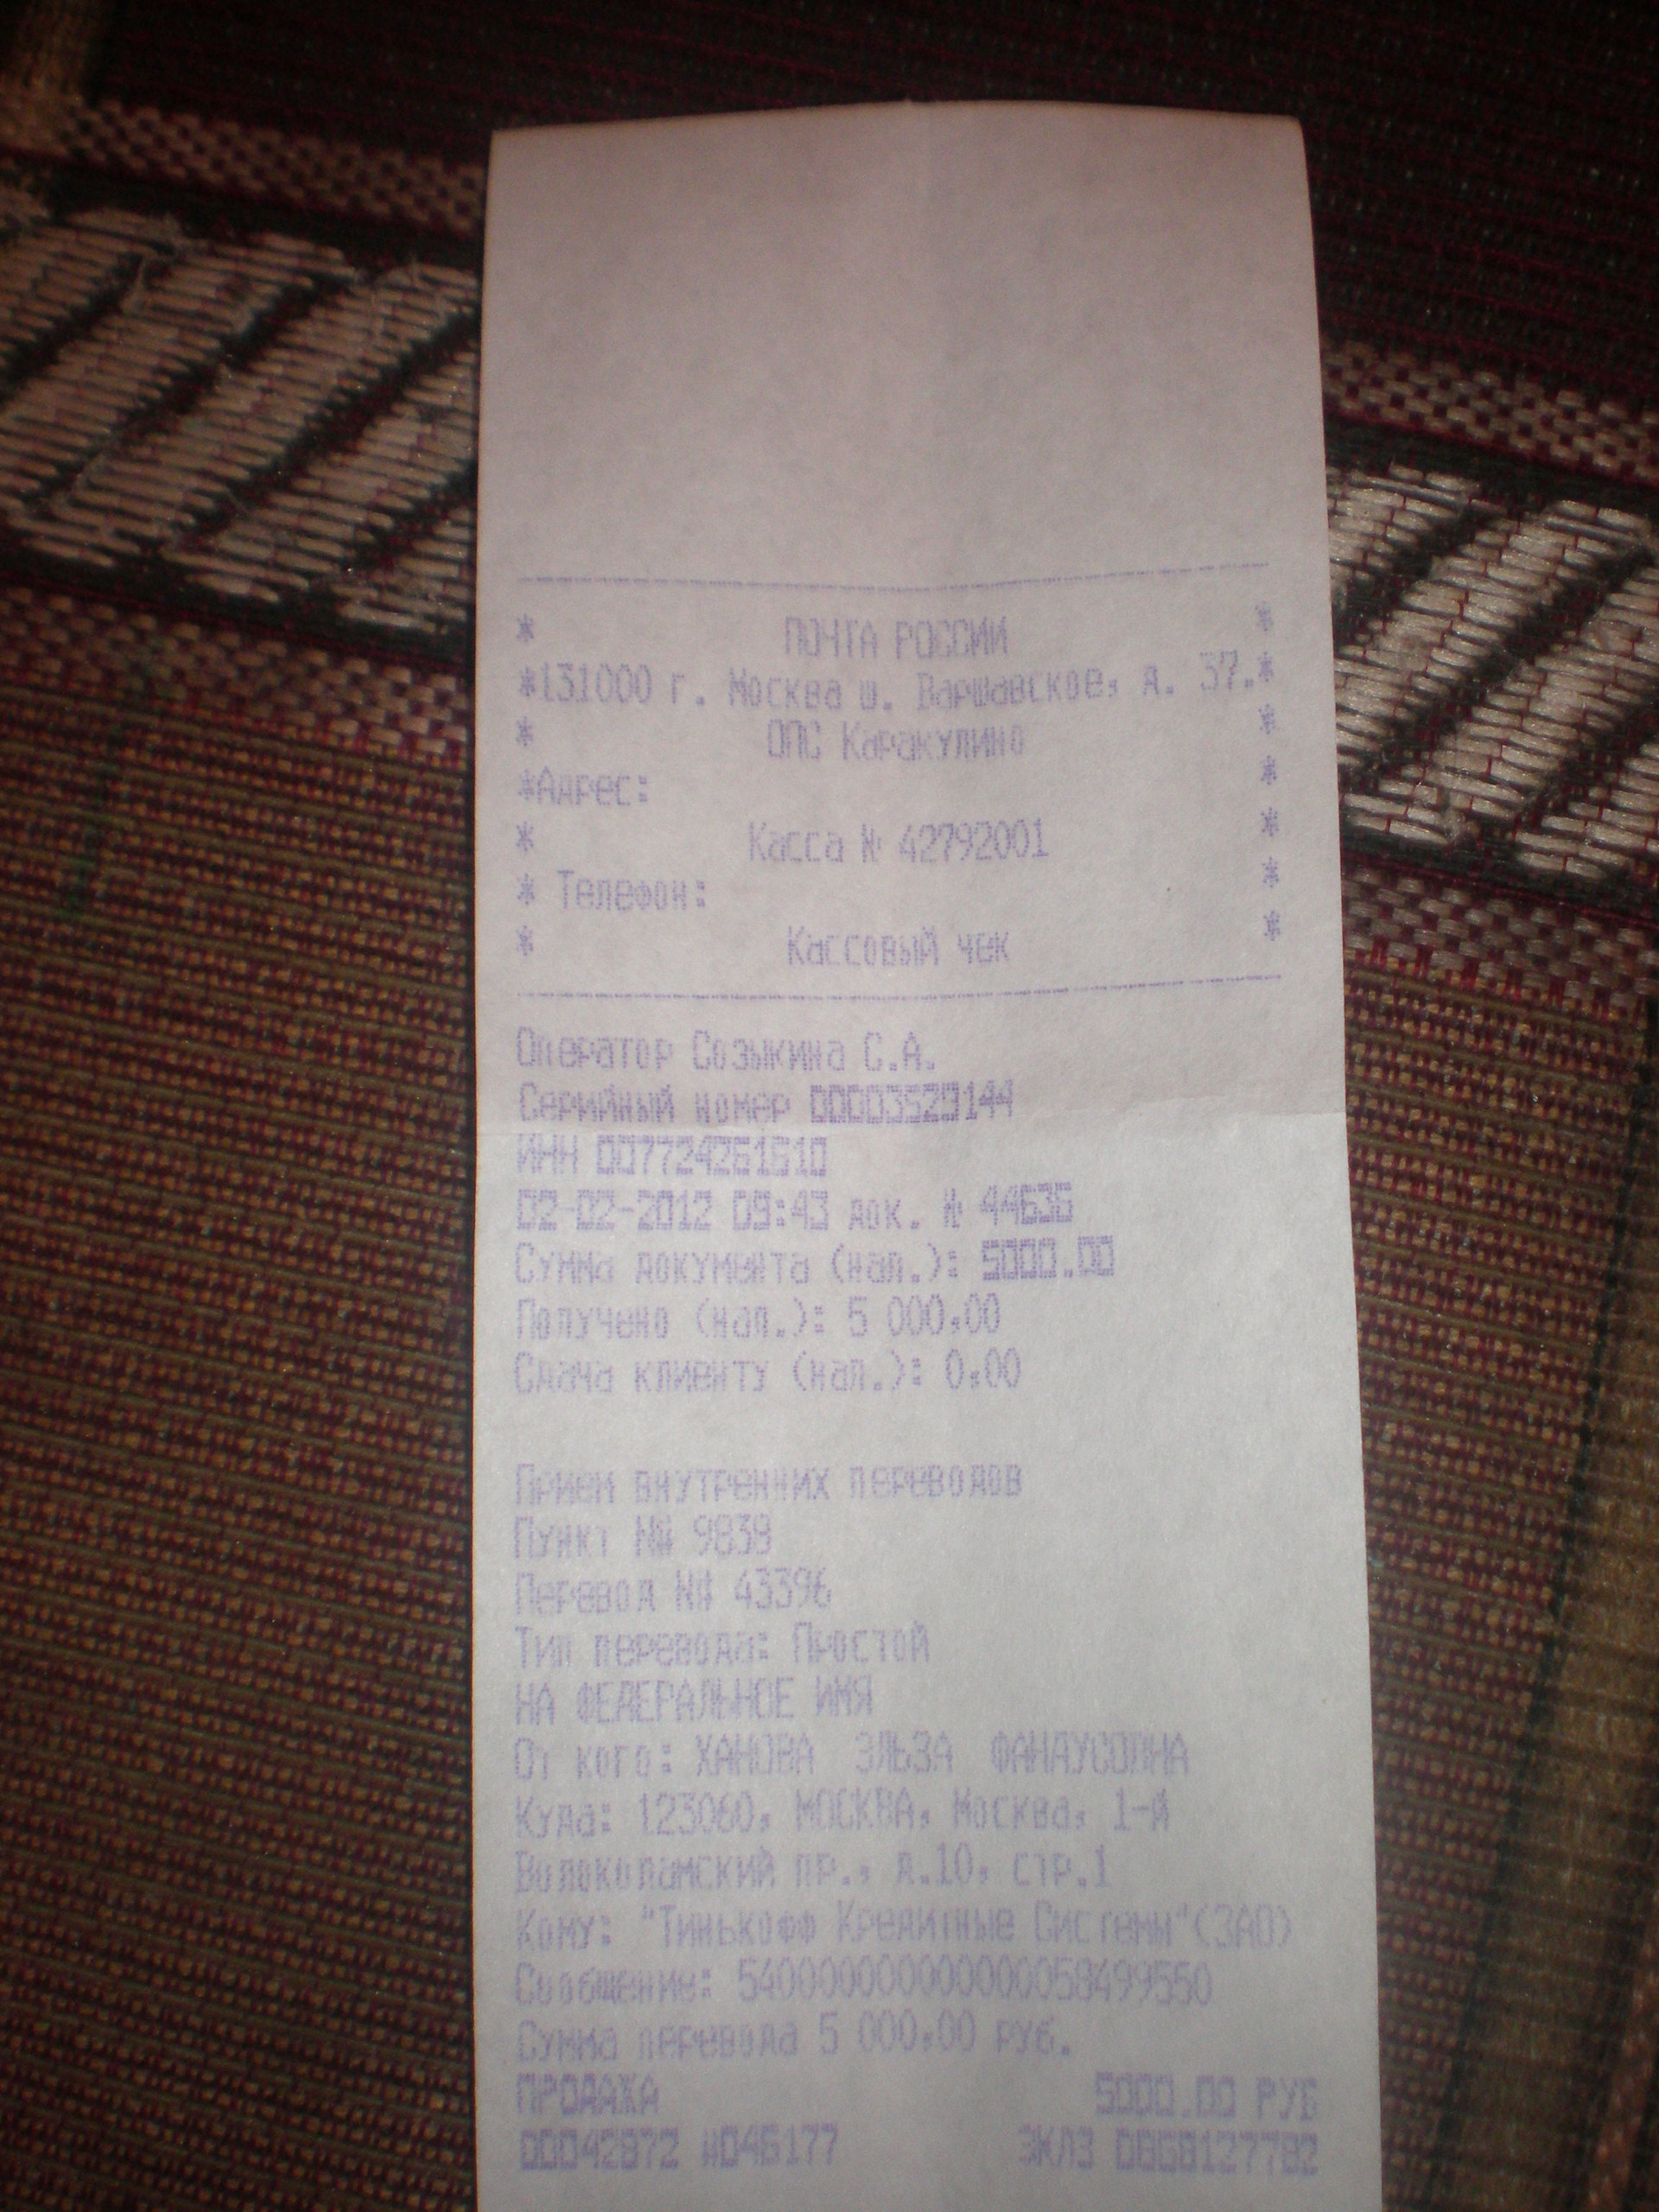 * ПОЧТА РОССИИ *
*131000 г. Москва ш. Варшавское, д. 37.*
* ОПС Каракулино *
*Адрес: *
* Касса № 42792001 *
* Телефон: *
* Кассовый чек *
Оператор Созыкина С.А.
Серийный номер 00003529144
ИНН 007724261610
02-02-2012 09:43 док. № 44635
Сумма документа (нал.): 5000.00
Получено (нал.): 5 000,00
Сдача клиенту (нал.): 0,00
Прием внутренних переводов
Пункт N# 9839
Перевод N# 43396
Тип перевода: Простой
НА ФЕДЕРАЛЬНОЕ ИМЯ
От кого: ХАНОВА ЭЛЬЗА ФАНАУСОВНА
Куда: 123060, МОСКВА, Москва, 1-й
Волоколамский пр., д.10, стр.1
Кому: "Тинькофф Кредитные Системы"(ЗАО)
Сообщение: 540000000000000058499550
Сумма перевода 5 000,00 руб.
ПРОДАЖА 5000.00 РУБ
00042872 #046177 ЭКЛЗ 0868127782